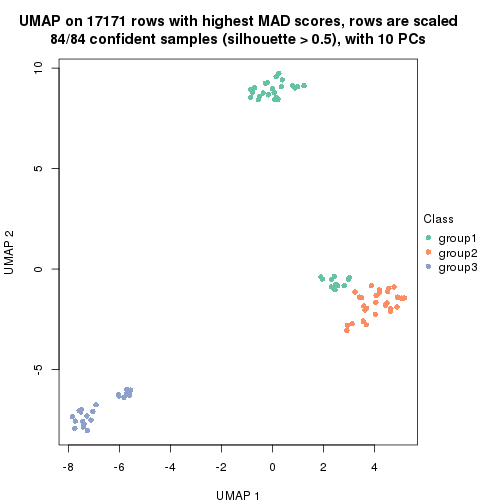 UMAP on 17171 rows with highest MAD scores, rows are scaled
84/84 confident samples (silhouette > 0.5), with 10 PCs
10
5
0
-5
UMAP 2
-8
-6
-4
-2
0
2
4
UMAP 1
Class
group1
group2
group3